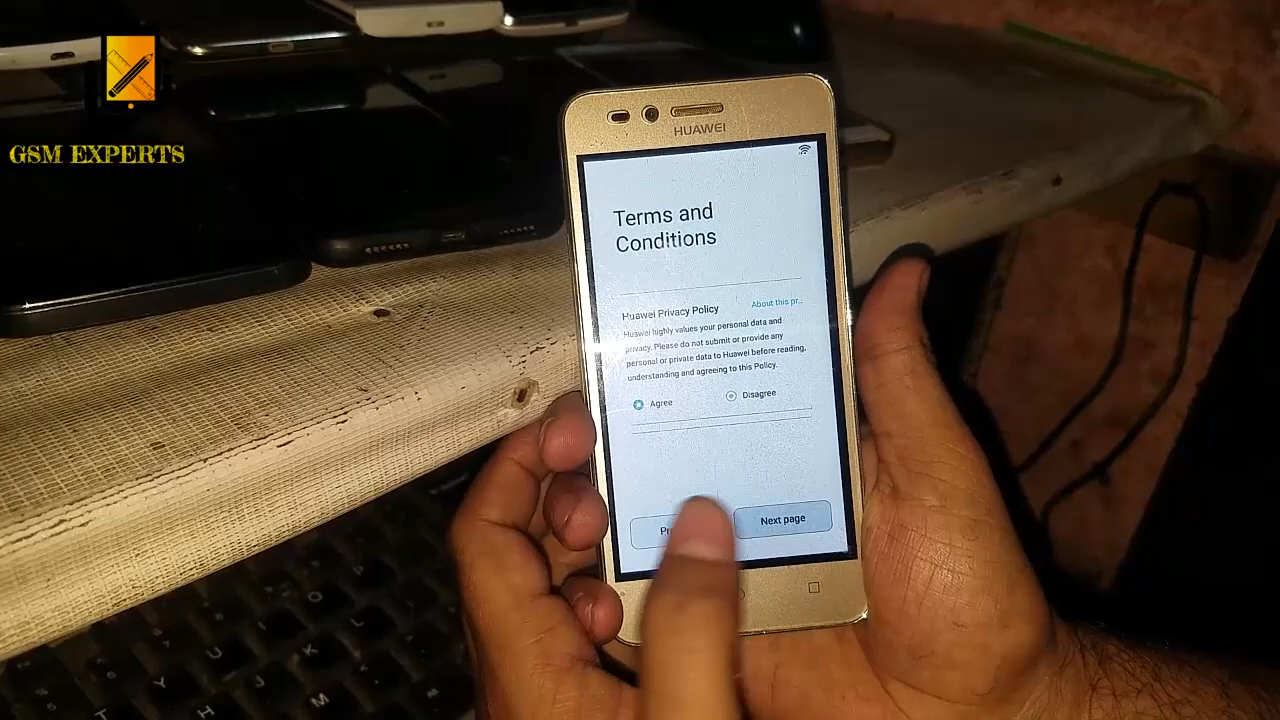 GSM EXPERTS
HUAWEI
Terms and
Conditions
Huawei Privacy Policy
About this pr...
Huawei highly values your personal data and
privacy. Please do not submit or provide any
personal or private data to Huawei before reading,
understanding and agreeing to this Policy.
Agree
Disagree
Next page
O
L
U
K
Y
J
M
T
H